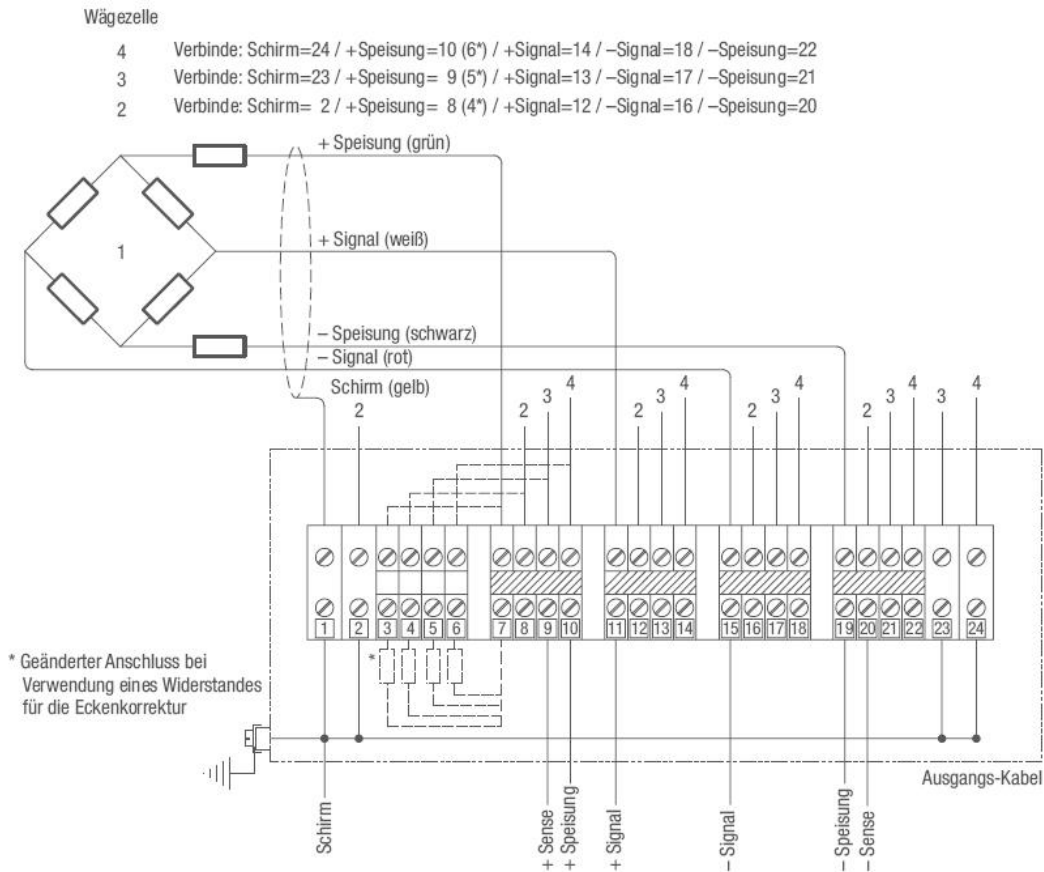 Wägezelle
4 Verbinde: Schirm=24 / +Speisung=10 (6*) / +Signal=14 / –Signal=18 / –Speisung=22
3 Verbinde: Schirm=23 / +Speisung= 9 (5*) / +Signal=13 / –Signal=17 / –Speisung=21
2 Verbinde: Schirm= 2 / +Speisung= 8 (4*) / +Signal=12 / –Signal=16 / –Speisung=20
+ Speisung (grün)
+ Signal (weiß)
1
– Speisung (schwarz)
– Signal (rot)
Schirm (gelb)
2 2 3 4 2 3 4 2 3 4 2 3 4 3 4
1 2 3 4 5 6 7 8 9 10 11 12 13 14 15 16 17 18 19 20 21 22 23 24
*
* Geänderter Anschluss bei
Verwendung eines Widerstandes
für die Eckenkorrektur
Ausgangs-Kabel
Schirm
+ Sense
+ Speisung
+ Signal
– Signal
– Speisung
– Sense